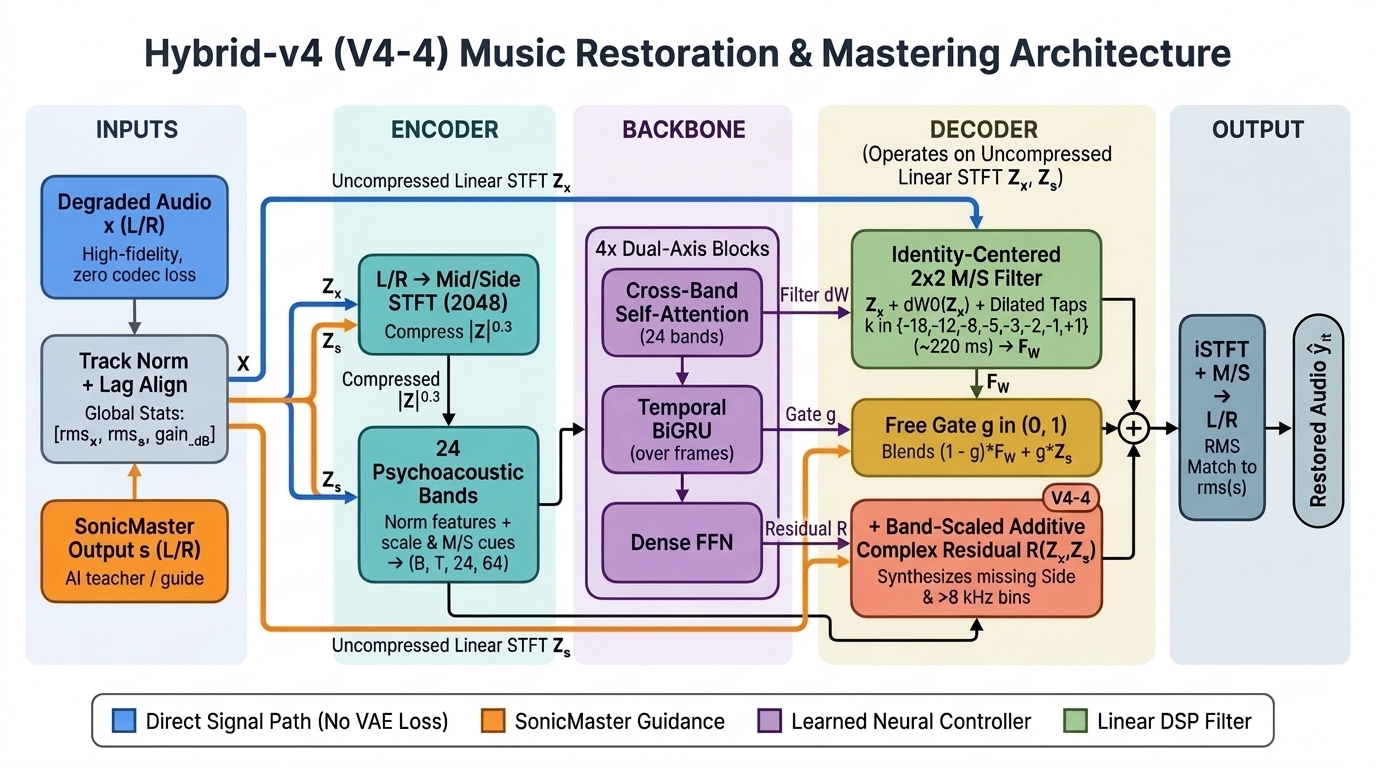 Hybrid-v4 (V4-4) Music Restoration & Mastering Architecture
INPUTS
Degraded Audio
x (L/R)
High-fidelity,
zero codec loss
Track Norm
+ Lag Align
Global Stats:
[rmsₓ, rmsₛ, gain_dB]
SonicMaster
Output s (L/R)
AI teacher / guide
X
ENCODER
Uncompressed Linear STFT Zₓ
Zₓ
Zₛ
L/R → Mid/Side
STFT (2048)
Compress |Z|^0.3
Compressed
|Z|^0.3
Zₛ
24
Psychoacoustic
Bands
Norm features +
scale & M/S cues
→ (B, T, 24, 64)
Uncompressed Linear STFT Zₛ
BACKBONE
4x Dual-Axis Blocks
Cross-Band
Self-Attention
(24 bands)
Temporal
BiGRU
(over frames)
Dense FFN
Filter dW
Gate g
Residual R
DECODER
(Operates on Uncompressed
Linear STFT Zₓ, Zₛ)
Identity-Centered
2x2 M/S Filter
Zₓ + dW0(Zₓ) + Dilated Taps
k in {-18,-12,-8,-5,-3,-2,-1,+1}
(~220 ms) → F_W
F_W
Free Gate g in (0, 1)
Blends (1 - g)*F_W + g*Zₛ
V4-4
+ Band-Scaled Additive
Complex Residual R(Zₓ,Zₛ)
Synthesizes missing Side
& >8 kHz bins
+
OUTPUT
iSTFT
+ M/S
→
L/R
RMS
Match to
rms(s)
Restored Audio ŷ
Direct Signal Path (No VAE Loss)
SonicMaster Guidance
Learned Neural Controller
Linear DSP Filter